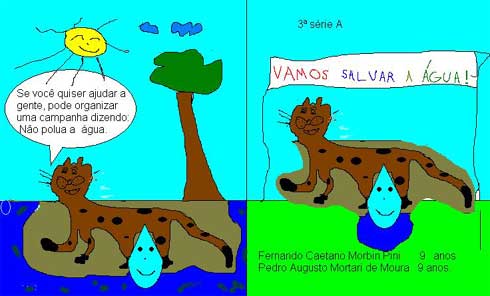 Se você quiser ajudar a
gente, pode organizar
uma campanha dizendo:
Não polua a água.
3ª série A
VAMOS SALVAR A ÁGUA!
Fernando Caetano Morbin Pini 9 anos
Pedro Augusto Mortari de Moura 9 anos.